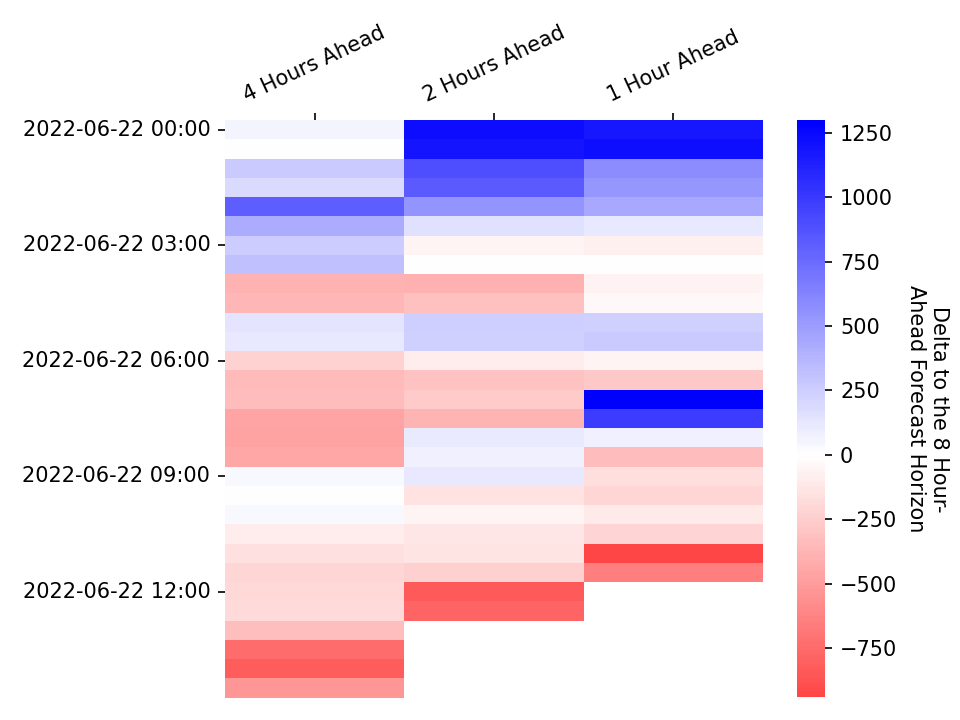 4 Hours Ahead
2 Hours Ahead
1 Hour Ahead
2022-06-22 00:00
2022-06-22 03:00
2022-06-22 06:00
2022-06-22 09:00
2022-06-22 12:00
1250
1000
750
500
250
0
−250
−500
−750
Delta to the 8 Hour-
Ahead Forecast Horizon